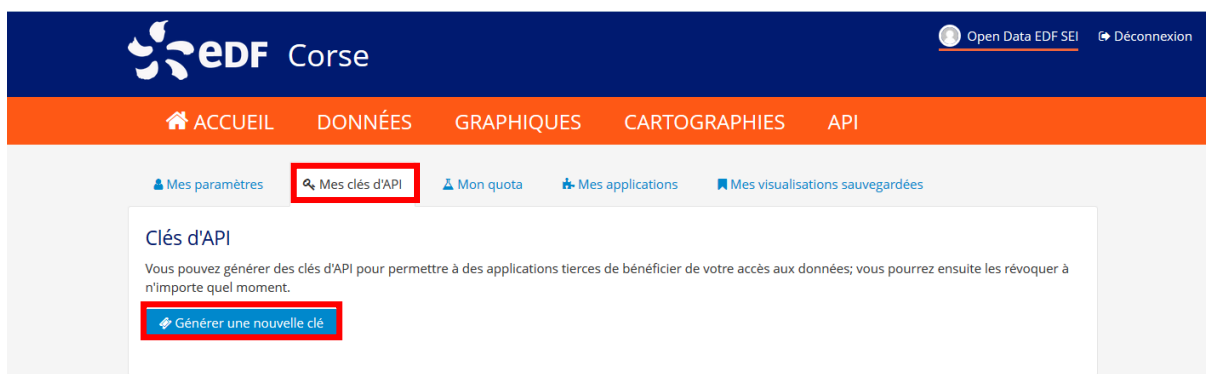 eDF Corse
Open Data EDF SEI Déconnexion
ACCUEIL DONNÉES GRAPHIQUES CARTOGRAPHIES API
Mes paramètres Mes clés d'API Mon quota Mes applications Mes visualisations sauvegardées
Clés d'API
Vous pouvez générer des clés d'API pour permettre à des applications tierces de bénéficier de votre accès aux données; vous pourrez ensuite les révoquer à
n'importe quel moment.
Générer une nouvelle clé